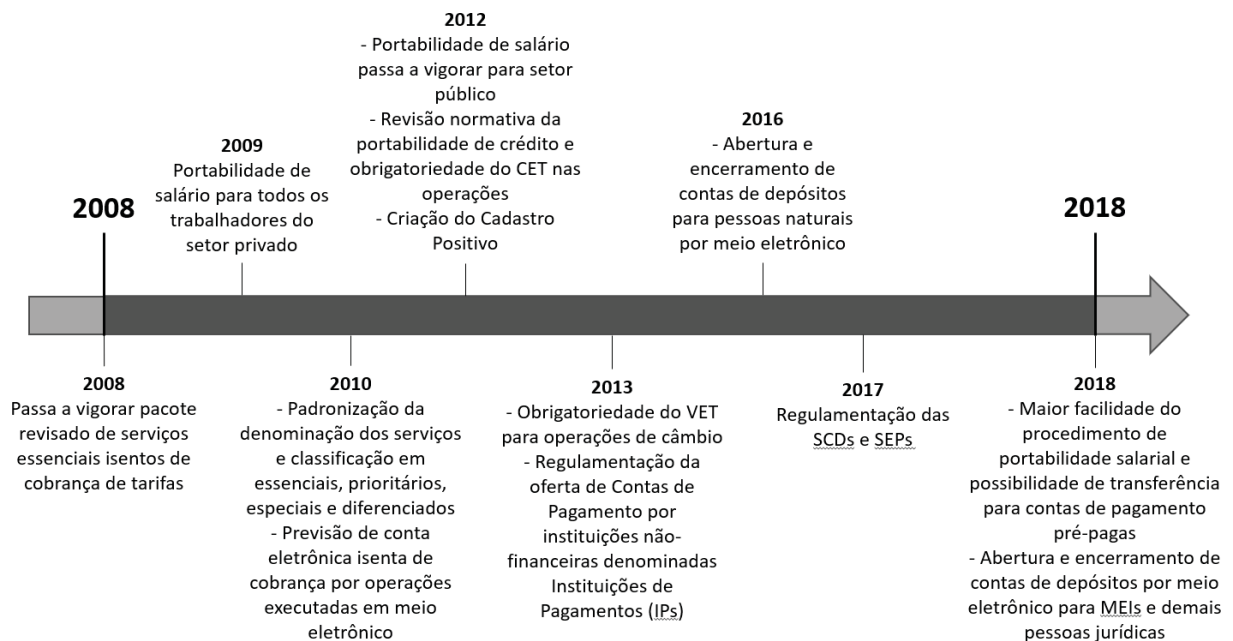 2012
- Portabilidade de salário
passa a vigorar para setor
público
- Revisão normativa da
portabilidade de crédito e
obrigatoriedade do CET nas
operações
- Criação do Cadastro
Positivo
2016
- Abertura e
encerramento de
contas de depósitos
para pessoas naturais
por meio eletrônico
2009
Portabilidade de
salário para todos os
trabalhadores do
setor privado
2008
2018
2008
Passa a vigorar pacote
revisado de serviços
essenciais isentos de
cobrança de tarifas
2010
- Padronização da
denominação dos serviços
e classificação em
essenciais, prioritários,
especiais e diferenciados
- Previsão de conta
eletrônica isenta de
cobrança por operações
executadas em meio
eletrônico
2013
- Obrigatoriedade do VET
para operações de câmbio
- Regulamentação da
oferta de Contas de
Pagamento por
instituições não-
financeiras denominadas
Instituições de
Pagamentos (IPs)
2017
Regulamentação das
SCDs e SEPs
2018
- Maior facilidade do
procedimento de
portabilidade salarial e
possibilidade de transferência
para contas de pagamento
pré-pagas
- Abertura e encerramento de
contas de depósitos por meio
eletrônico para MEIs e demais
pessoas jurídicas